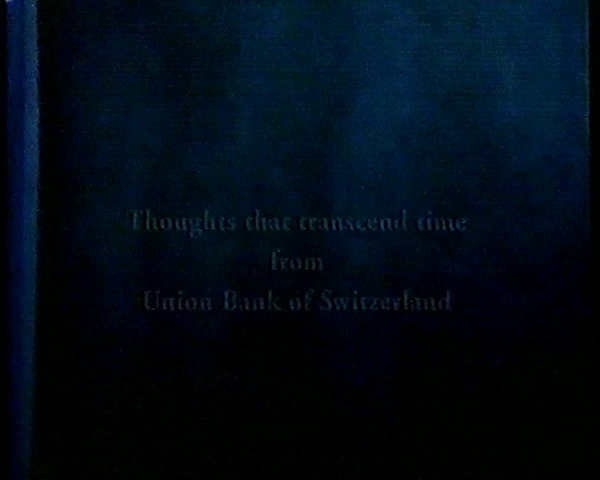 Thoughts that transcend time
from
Union Bank of Switzerland